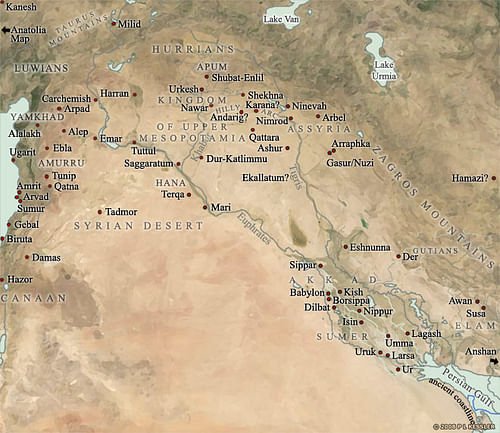 Kanesh
Anatolia
Map
TAURUS
MOUNTAINS
Milid
Lake Van
Lake
Urmia
HURRIANS
LUWIANS
APUM
Shubat-Enlil
Harran
Urkesh
Carchemish
Arpad
KINGDOM
Shekhna
Nawar
HILLY
Karana?
Ninevah
YAMKHAD
Andarig?
Nimrod
Arbel
OF UPPER
ASSYRIA
Alalakh
Alep
Emar
MESOPOTAMIA
Qattara
Ugarit
Ebla
Tuttul
Khabur
Ashur
Arraphka
AMURRU
Saggaratum
Dur-Katlimmu
Gasur/Nuzi
ZAGROS MOUNTAINS
Tunip
HANA
Ekallatum?
Tigris
Hamazi?
Amrit
Qatna
Arvad
Terqa
Sumur
Tadmor
Mari
Gebal
SYRIAN DESERT
Euphrates
Biruta
Eshnunna
GUTIANS
Damas
Der
Sippar
Hazor
AKKAD
CANAAN
Babylon
Kish
Borsippa
Awan
Dilbat
Nippur
Susa
Isin
ELAM
SUMER
Lagash
Umma
Uruk
Larsa
Anshan
Ur
Persian Gulf
ancient coastline
© 2005 P L KESSLER